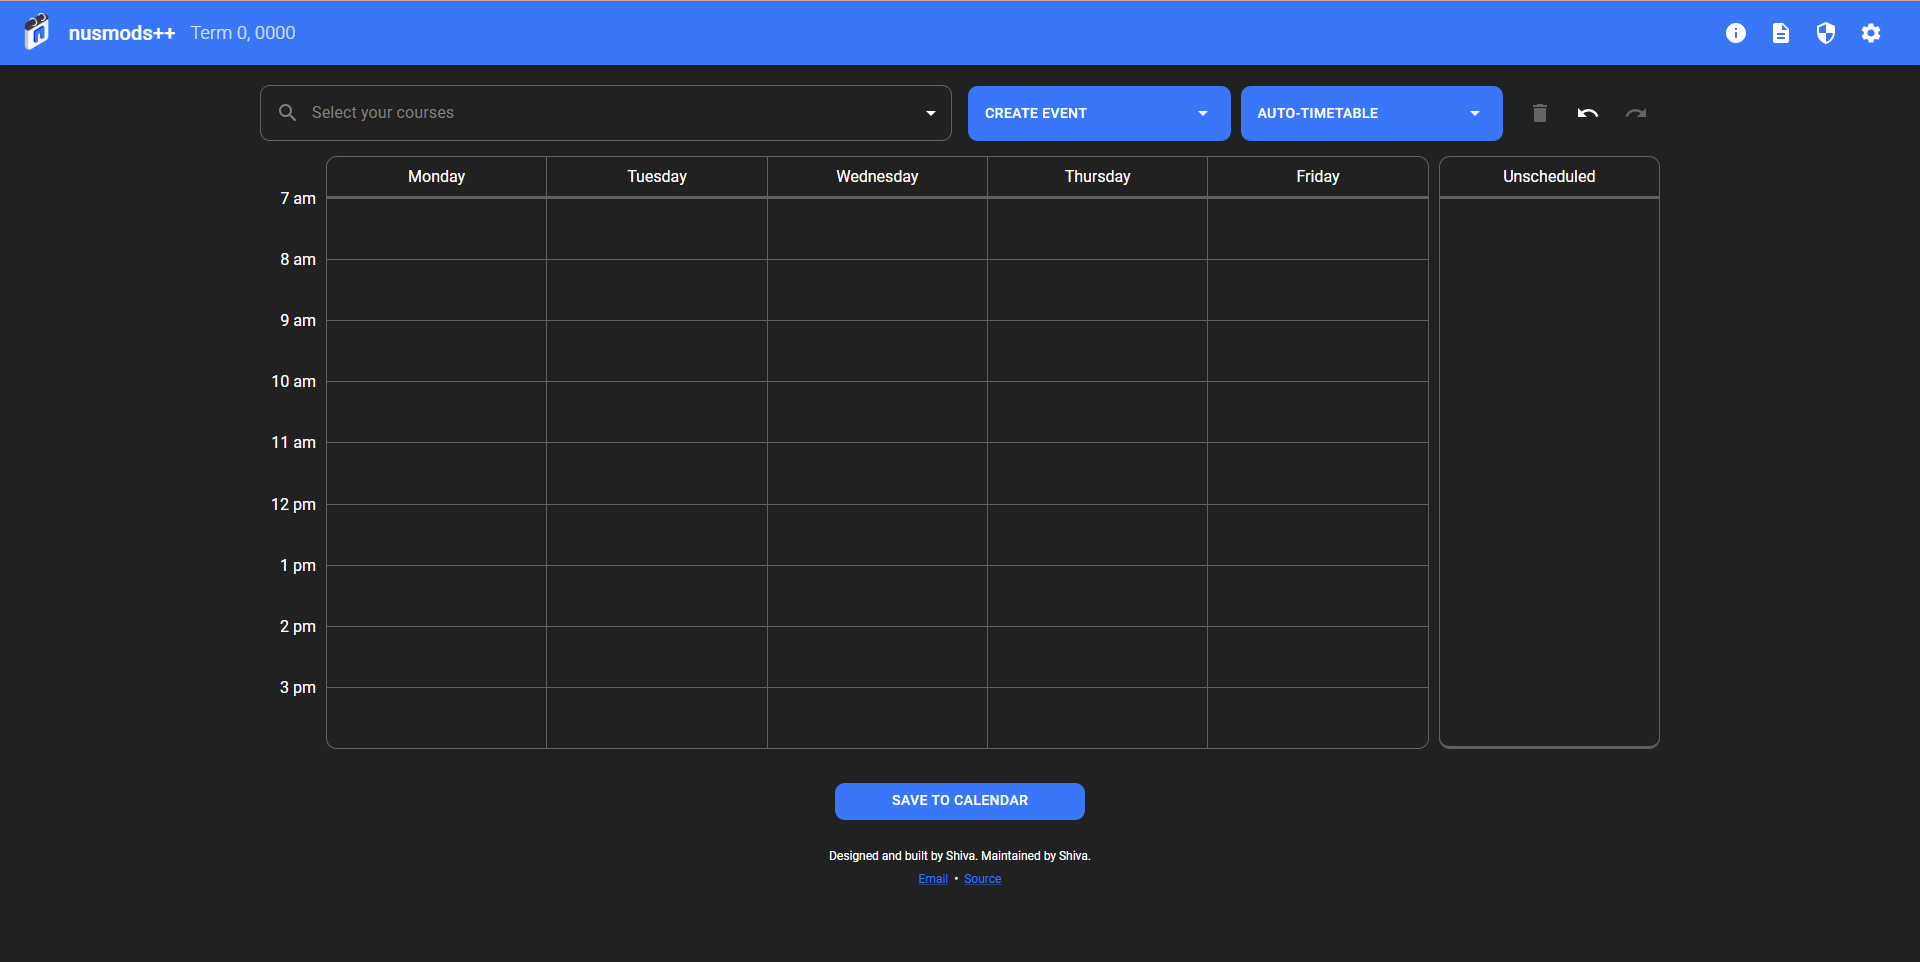 nusmods++ Term 0, 0000
Select your courses
CREATE EVENT
AUTO-TIMETABLE
Monday Tuesday Wednesday Thursday Friday Unscheduled
7 am
8 am
9 am
10 am
11 am
12 pm
1 pm
2 pm
3 pm
SAVE TO CALENDAR
Designed and built by Shiva. Maintained by Shiva.
Email • Source